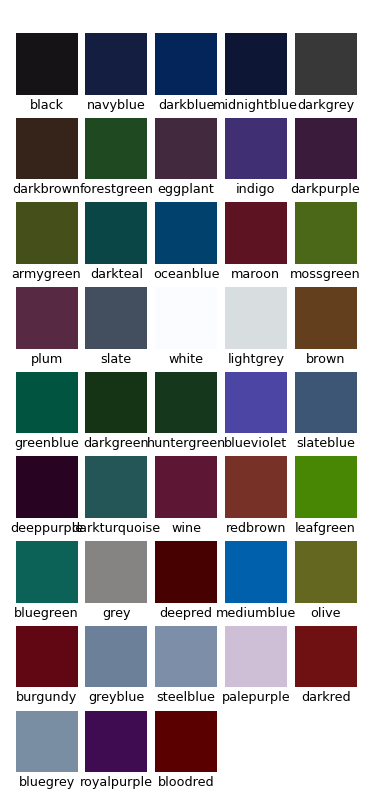 black navyblue darkblue midnightblue darkgrey
darkbrown forestgreen eggplant indigo darkpurple
armygreen darkteal oceanblue maroon mossgreen
plum slate white lightgrey brown
greenblue darkgreen huntergreen blueviolet slateblue
deeppurple darkturquoise wine redbrown leafgreen
bluegreen grey deepred mediumblue olive
burgundy greyblue steelblue palepurple darkred
bluegrey royalpurple bloodred